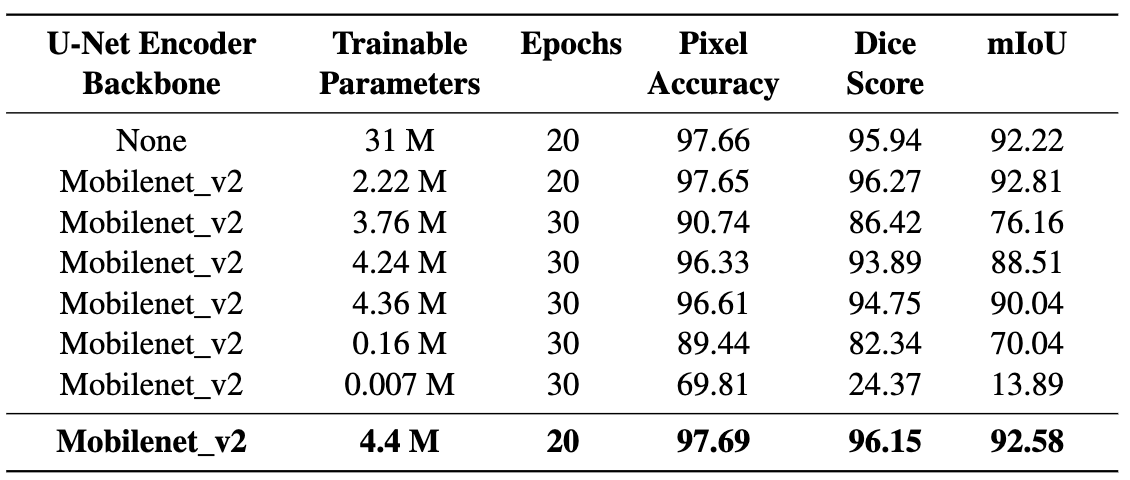 U-Net Encoder Trainable Epochs Pixel Dice mIoU
Backbone Parameters Accuracy Score
None 31 M 20 97.66 95.94 92.22
Mobilenet_v2 2.22 M 20 97.65 96.27 92.81
Mobilenet_v2 3.76 M 30 90.74 86.42 76.16
Mobilenet_v2 4.24 M 30 96.33 93.89 88.51
Mobilenet_v2 4.36 M 30 96.61 94.75 90.04
Mobilenet_v2 0.16 M 30 89.44 82.34 70.04
Mobilenet_v2 0.007 M 30 69.81 24.37 13.89
Mobilenet_v2 4.4 M 20 97.69 96.15 92.58